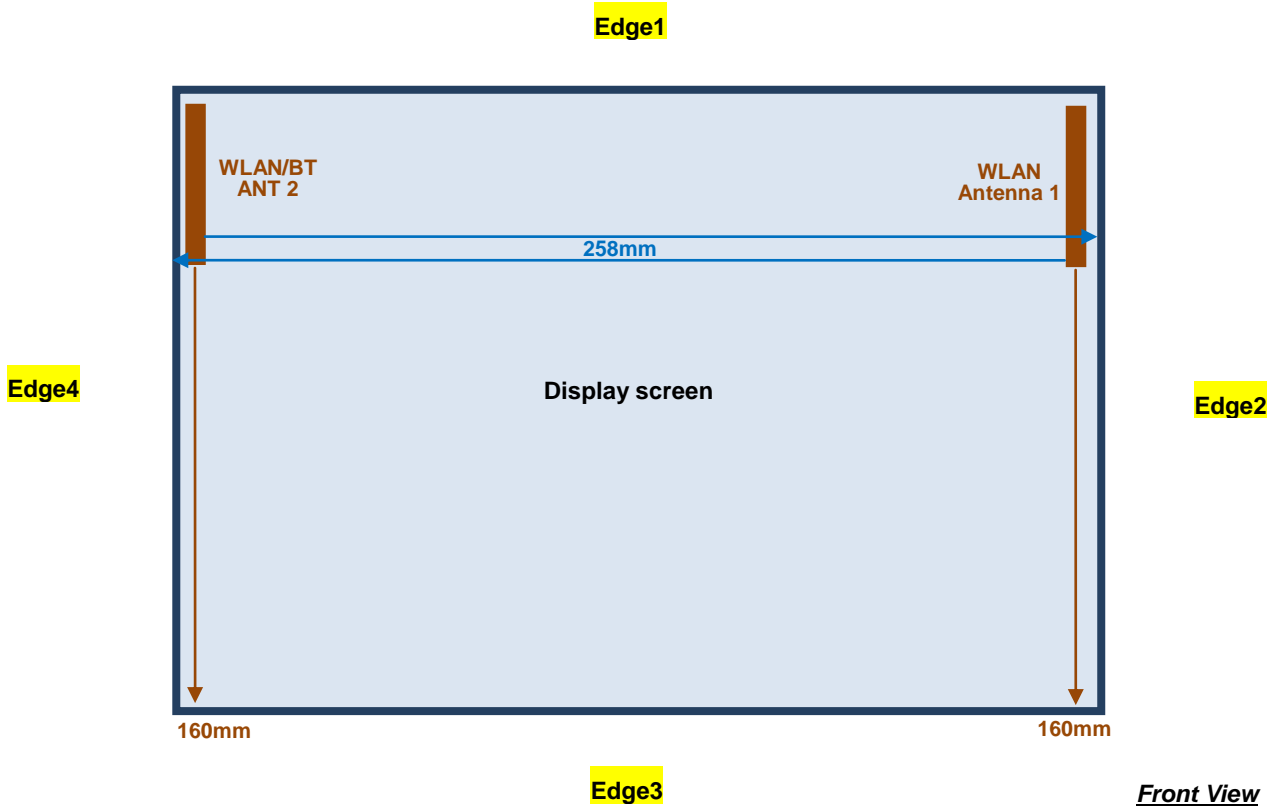 Edge1
WLAN/BT
ANT 2
WLAN
Antenna 1
258mm
Edge4
Display screen
Edge2
160mm
160mm
Edge3
Front View